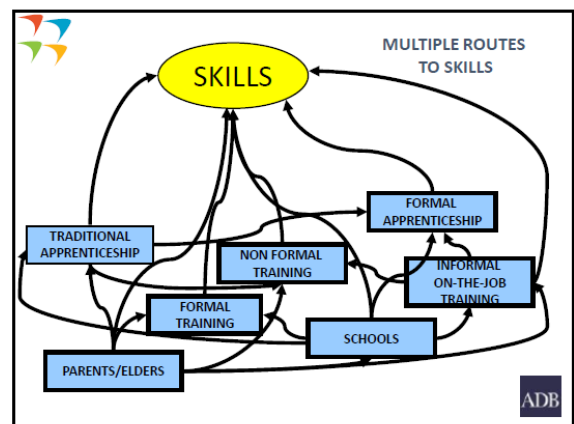 MULTIPLE ROUTES
TO SKILLS
SKILLS
FORMAL
APPRENTICESHIP
TRADITIONAL
APPRENTICESHIP
NON FORMAL
TRAINING
INFORMAL
ON-THE-JOB
TRAINING
FORMAL
TRAINING
SCHOOLS
PARENTS/ELDERS
ADB